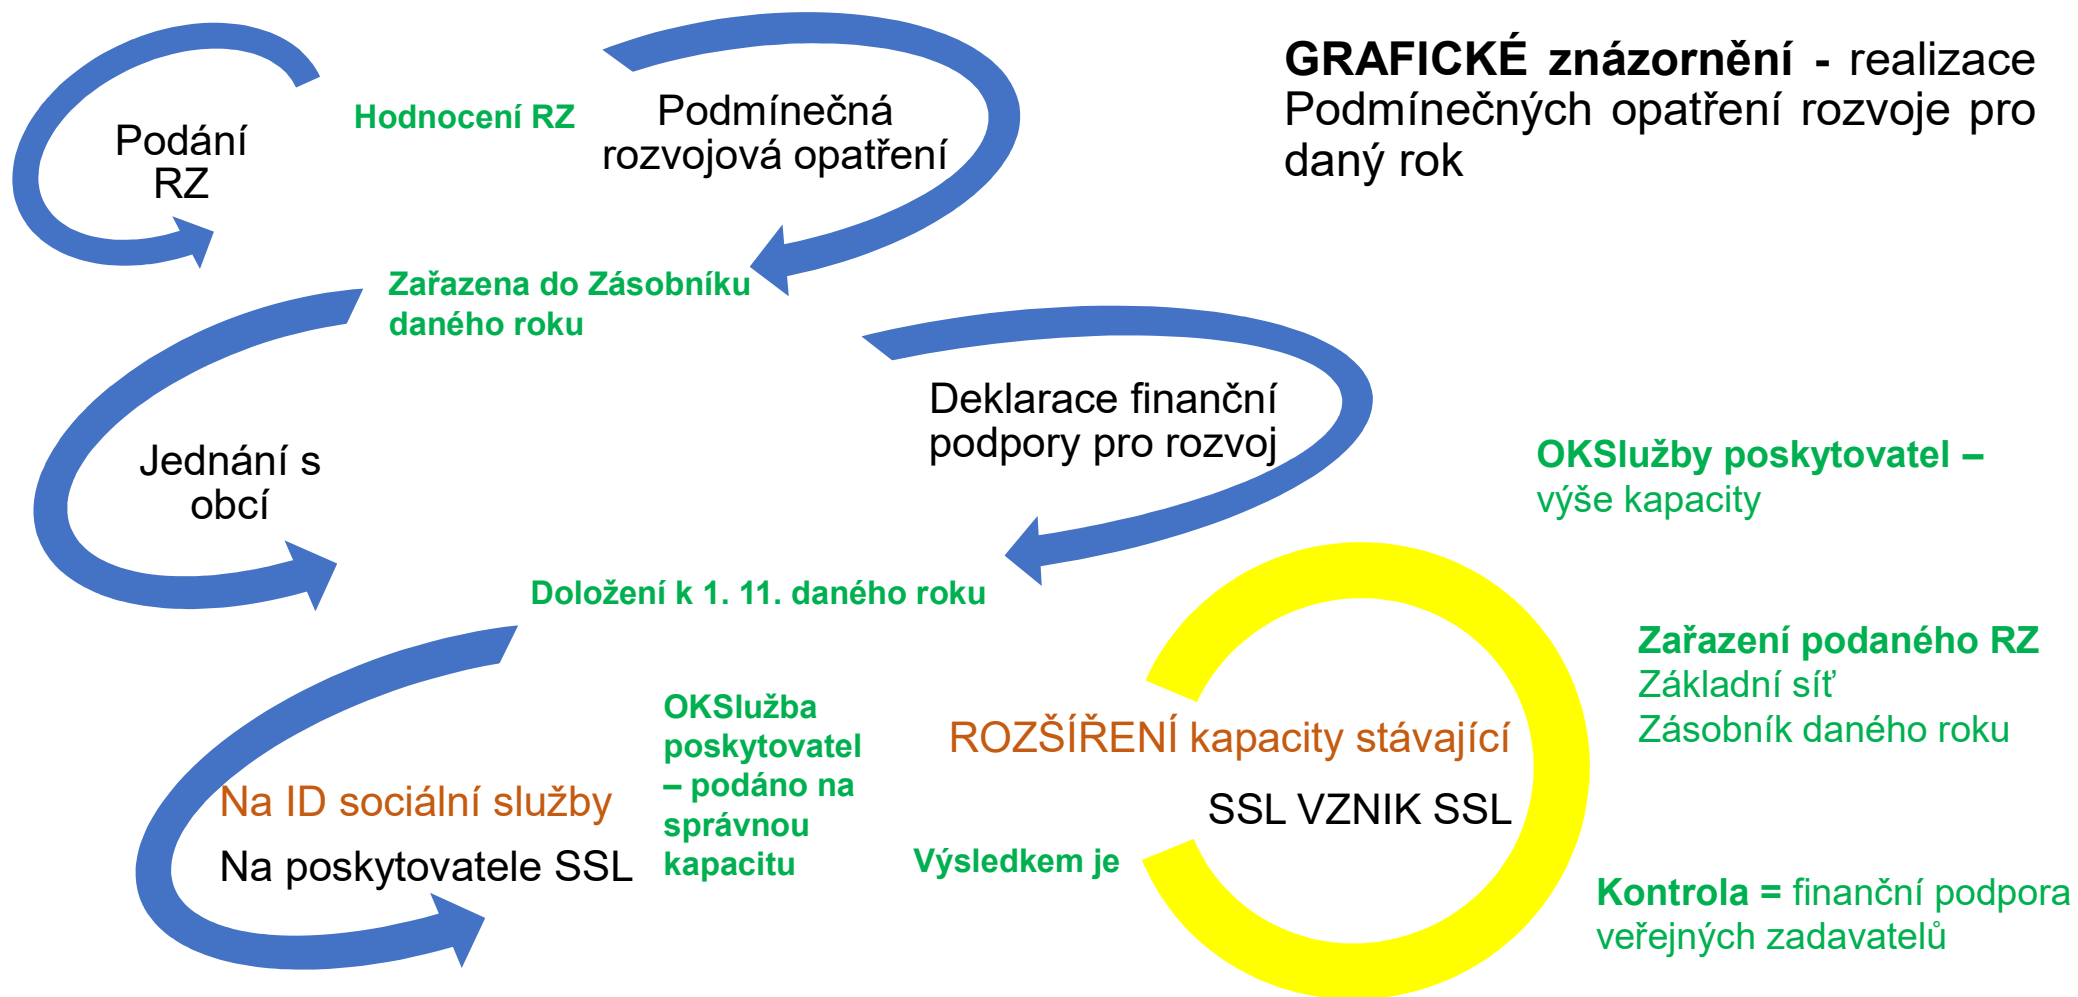 GRAFICKÉ znázornění - realizace
Podmínečných opatření rozvoje pro
daný rok
Podání
RZ
Hodnocení RZ
Podmínečná
rozvojová opatření
Zařazena do Zásobníku
daného roku
Deklarace finanční
podpory pro rozvoj
Jednání s
obcí
Doložení k 1. 11. daného roku
OKSlužby poskytovatel –
výše kapacity
Zařazení podaného RZ
Základní síť
Zásobník daného roku
Na ID sociální služby
Na poskytovatele SSL
OKSlužba
poskytovatel
– podáno na
správnou
kapacitu
ROZŠÍŘENÍ kapacity stávající
SSL VZNIK SSL
Výsledkem je
Kontrola = finanční podpora
veřejných zadavatelů